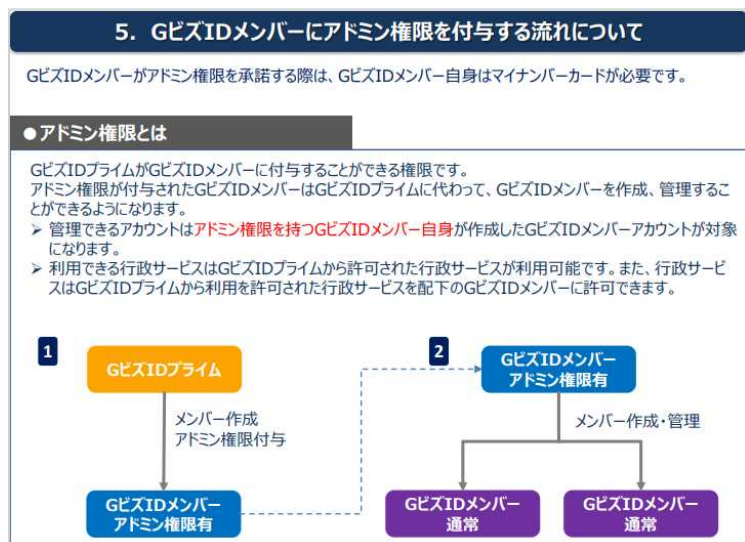 5. GビズIDメンバーにアドミン権限を付与する流れについて
GビズIDメンバーがアドミン権限を承諾する際は、GビズIDメンバー自身はマイナンバーカードが必要です。
●アドミン権限とは
GビズIDプライムがGビズIDメンバーに付与することができる権限です。
アドミン権限が付与されたGビズIDメンバーはGビズIDプライムに代わって、GビズIDメンバーを作成、管理するこ
とができるようになります。
➢ 管理できるアカウントはアドミン権限を持つGビズIDメンバー自身が作成したGビズIDメンバーアカウントが対象
になります。
➢ 利用できる行政サービスはGビズIDプライムから許可された行政サービスが利用可能です。また、行政サービ
スはGビズIDプライムから利用を許可された行政サービスを配下のGビズIDメンバーに許可できます。
1
GビズIDプライム
メンバー作成
アドミン権限付与
GビズIDメンバー
アドミン権限有
2
GビズIDメンバー
アドミン権限有
メンバー作成・管理
GビズIDメンバー
通常
GビズIDメンバー
通常